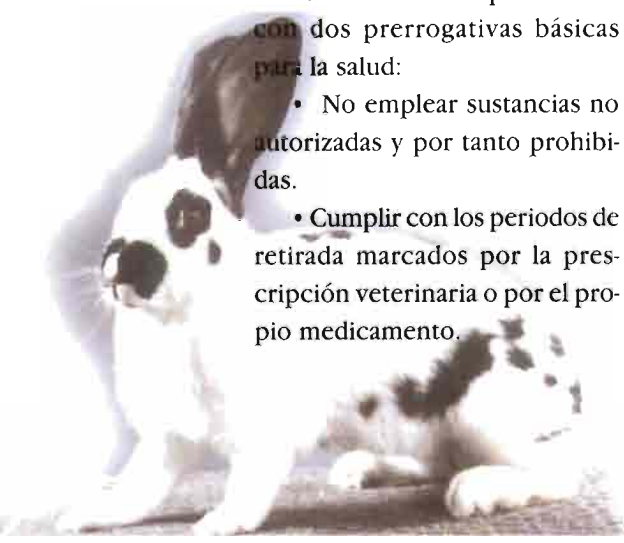 con dos prerrogativas básicas
para la salud:
• No emplear sustancias no
autorizadas y por tanto prohibi-
das.
• Cumplir con los periodos de
retirada marcados por la pres-
cripción veterinaria o por el pro-
pio medicamento.